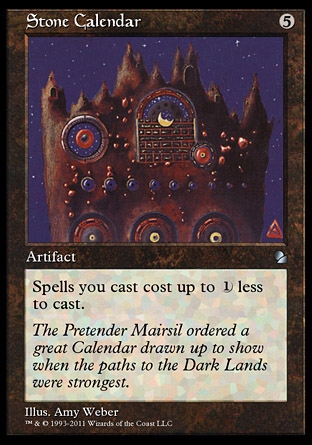 Stone Calendar 5
Artifact
Spells you cast cost up to 1 less
to cast.
The Pretender Mairsil ordered a
great Calendar drawn up to show
when the paths to the Dark Lands
were strongest.
Illus. Amy Weber
™ & © 1993-2011 Wizards of the Coast LLC